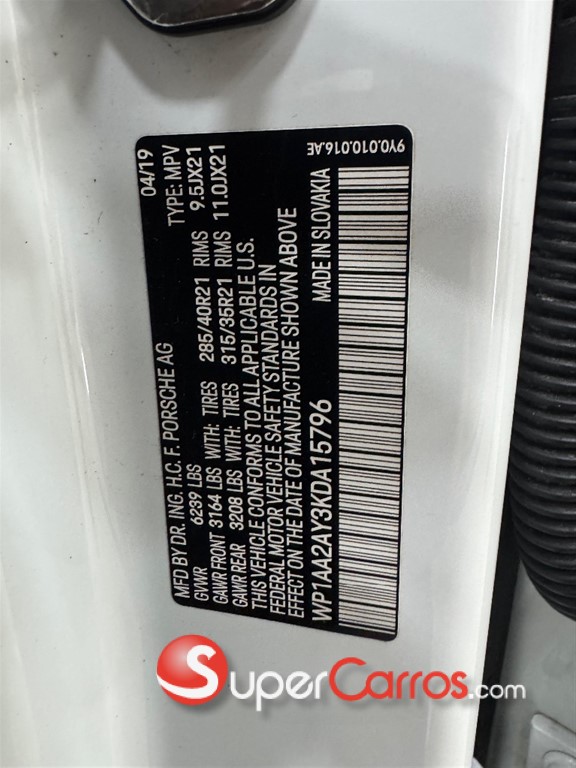 MFD BY DR. ING. H.C. F. PORSCHE AG 04/19
GVWR 6239 LBS TYPE: MPV
GAWR FRONT 3164 LBS WITH: TIRES 285/40R21 RIMS 9.5JX21
GAWR REAR 3208 LBS WITH: TIRES 315/35R21 RIMS 11.0JX21
THIS VEHICLE CONFORMS TO ALL APPLICABLE U.S.
FEDERAL MOTOR VEHICLE SAFETY STANDARDS IN
EFFECT ON THE DATE OF MANUFACTURE SHOWN ABOVE
WP1AA2AY3KDA15796 MADE IN SLOVAKIA
9Y0.010.016.AE
SuperCarros.com